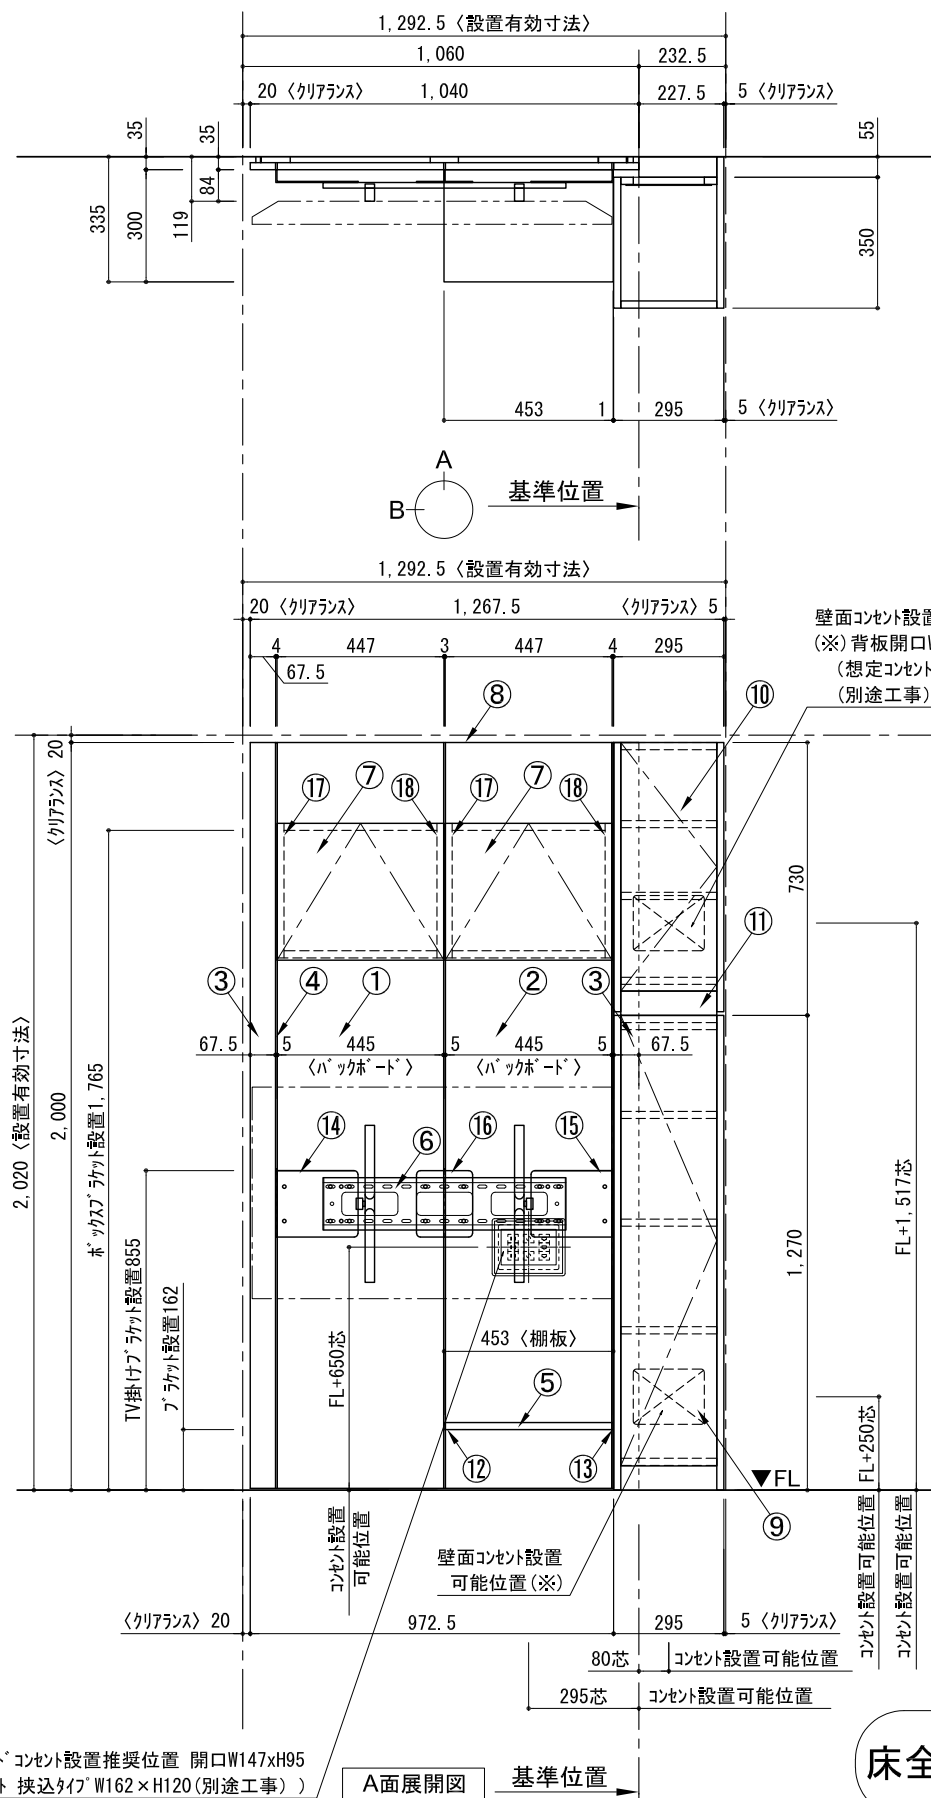 1,292.5〈設置有効寸法〉
1,060
232.5
20〈クリアランス〉
1,040
227.5
5〈クリアランス〉
35
35
55
84
335
300
119
350
453
1
295
5〈クリアランス〉
A
B
基準位置
1,292.5〈設置有効寸法〉
20〈クリアランス〉
1,267.5
〈クリアランス〉5
壁面コンセント設置
(※)背板開口W
(想定コンセント
(別途工事)
4
447
3
447
4
295
67.5
⑧
⑩
⑰
⑦
⑱
⑰
⑦
⑱
〈クリアランス〉20
730
⑪
③
④
①
②
③
67.5
5
445
5
445
5
67.5
〈バックボード〉
〈バックボード〉
2,020〈設置有効寸法〉
2,000
ボックスブラケット設置1,765
TV掛けナブラケット設置855
ブラケット設置162
⑭
⑥
⑯
⑮
FL+1,517芯
1,270
FL+650芯
453〈棚板〉
⑤
⑫
⑬
▼FL
⑨
FL+250芯
コンセント設置可能位置
コンセント設置可能位置
コンセント設置
可能位置
壁面コンセント設置
可能位置(※)
〈クリアランス〉20
972.5
295
5〈クリアランス〉
80芯
コンセント設置可能位置
295芯
コンセント設置可能位置
ドコンセント設置推奨位置 開口W147xH95
ト 挟込タイプW162×H120(別途工事))
A面展開図
基準位置
床全